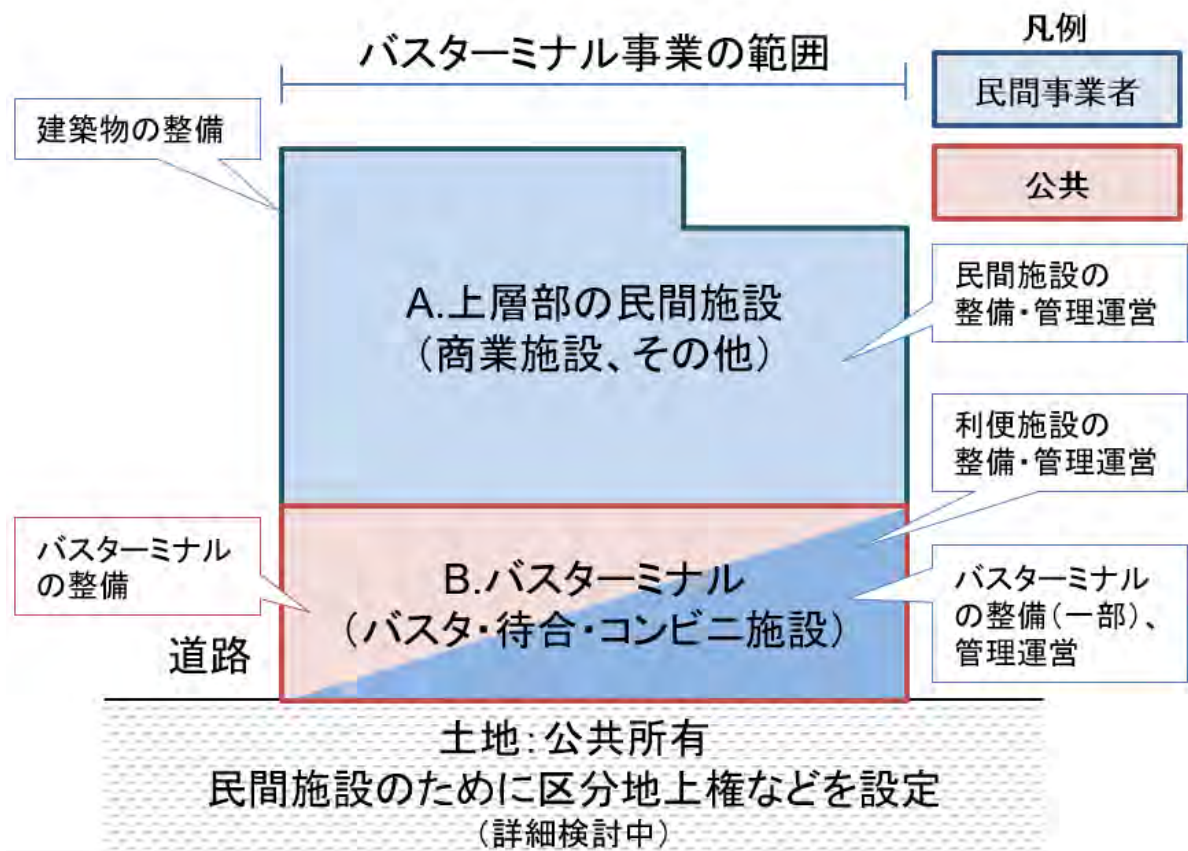 バスターミナル事業の範囲
凡例
民間事業者
公共
建築物の整備
A.上層部の民間施設
（商業施設、その他）
民間施設の
整備・管理運営
利便施設の
整備・管理運営
バスターミナル
の整備
B.バスターミナル
（バスタ・待合・コンビニ施設）
バスターミナル
の整備（一部）、
管理運営
道路
土地：公共所有
民間施設のために区分地上権などを設定
（詳細検討中）